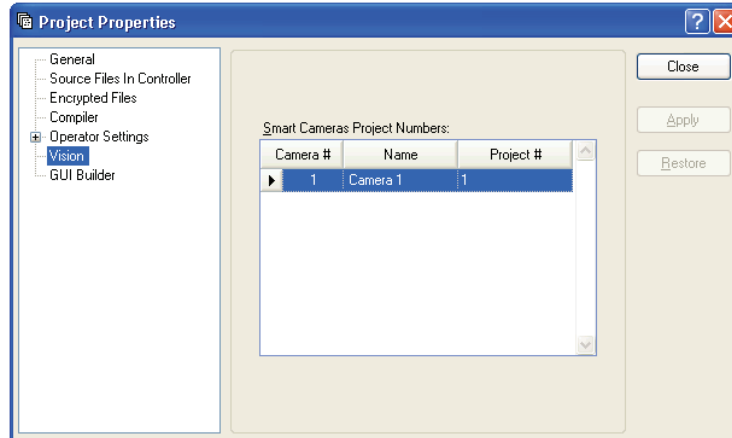 Project Properties
General
Source Files In Controller
Encrypted Files
Compiler
Operator Settings
Vision
GUI Builder
Smart Cameras Project Numbers:
Camera # Name Project #
1 Camera 1 1
Close
Apply
Restore